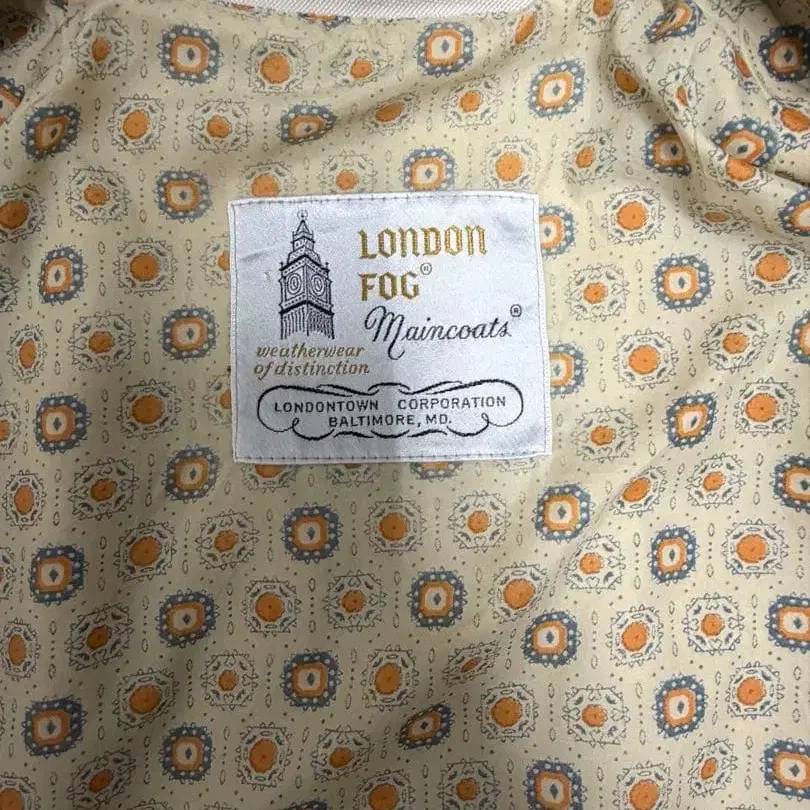 LONDON
FOG®
Maincoats®
weatherwear
of distinction
LONDONTOWN CORPORATION
BALTIMORE, MD.